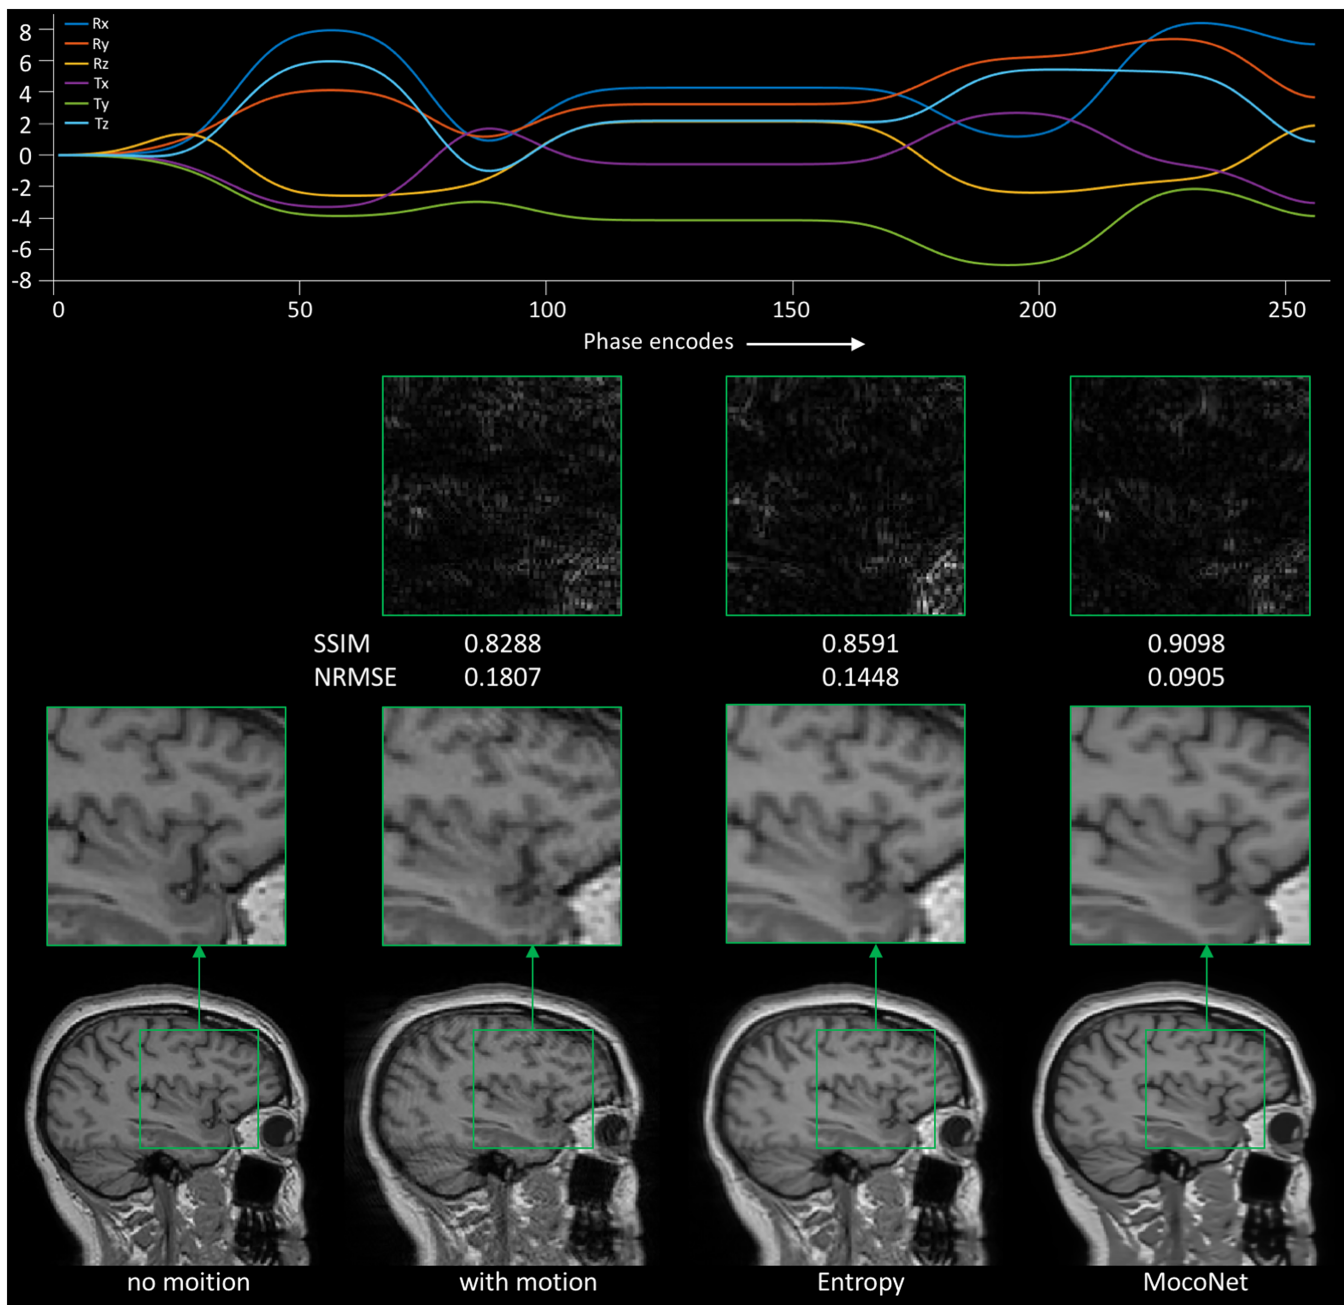 8
6
4
2
0
-2
-4
-6
-8
Rx
Ry
Rz
Tx
Ty
Tz
0 50 100 150 200 250
Phase encodes
SSIM 0.8288 0.8591 0.9098
NRMSE 0.1807 0.1448 0.0905
no moition with motion Entropy MocoNet